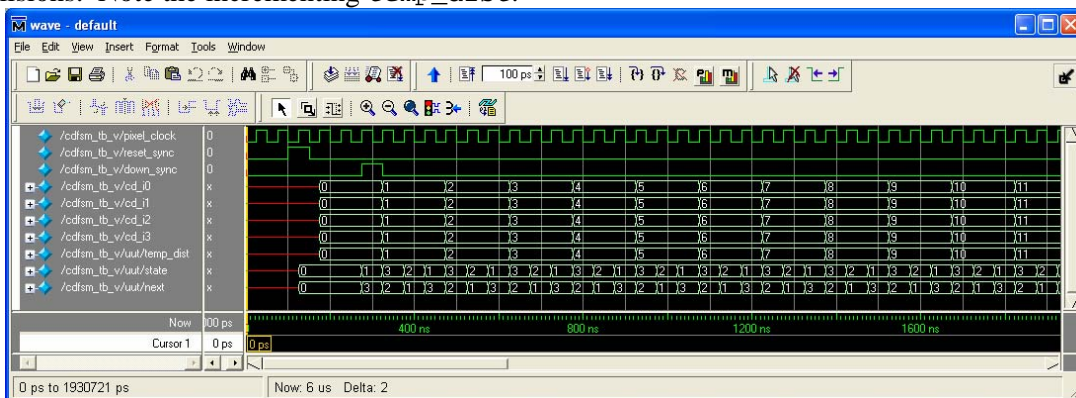 nsions. Note the incrementing cdap_dist.
wave - default
File Edit View Insert Format Tools Window
100 ps
/cdfsm_tb_v/pixel_clock 0
/cdfsm_tb_v/reset_sync 0
/cdfsm_tb_v/down_sync 0
/cdfsm_tb_v/cd_i0 x 0 1 2 3 4 5 6 7 8 9 10 11
/cdfsm_tb_v/cd_i1 x 0 1 2 3 4 5 6 7 8 9 10 11
/cdfsm_tb_v/cd_i2 x 0 1 2 3 4 5 6 7 8 9 10 11
/cdfsm_tb_v/cd_i3 x 0 1 2 3 4 5 6 7 8 9 10 11
/cdfsm_tb_v/uut/temp_dist x 0 1 2 3 4 5 6 7 8 9 10 11
/cdfsm_tb_v/uut/state x 0 1 3 2 1 3 2 1 3 2 1 3 2 1 3 2 1 3 2 1 3 2 1 3 2 1 3 2 1 3 2 1 3 2
/cdfsm_tb_v/uut/next x 0 3 2 1 3 2 1 3 2 1 3 2 1 3 2 1 3 2 1 3 2 1 3 2 1 3 2 1 3 2 1 3 2 1
Now 000 ps 400 ns 800 ns 1200 ns 1600 ns
Cursor 1 0 ps 0 ps
0 ps to 1930721 ps Now: 6 us Delta: 2